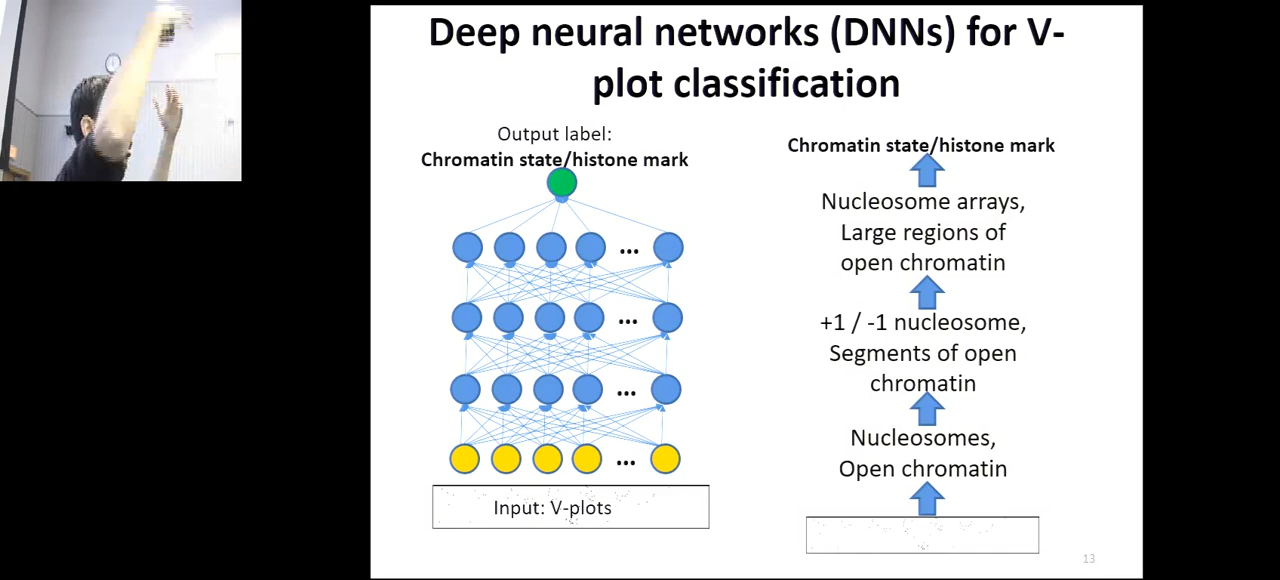 Deep neural networks (DNNs) for V-
plot classification
Output label:
Chromatin state/histone mark
...
...
...
...
Input: V-plots
Chromatin state/histone mark
Nucleosome arrays,
Large regions of
open chromatin
+1 / -1 nucleosome,
Segments of open
chromatin
Nucleosomes,
Open chromatin
13